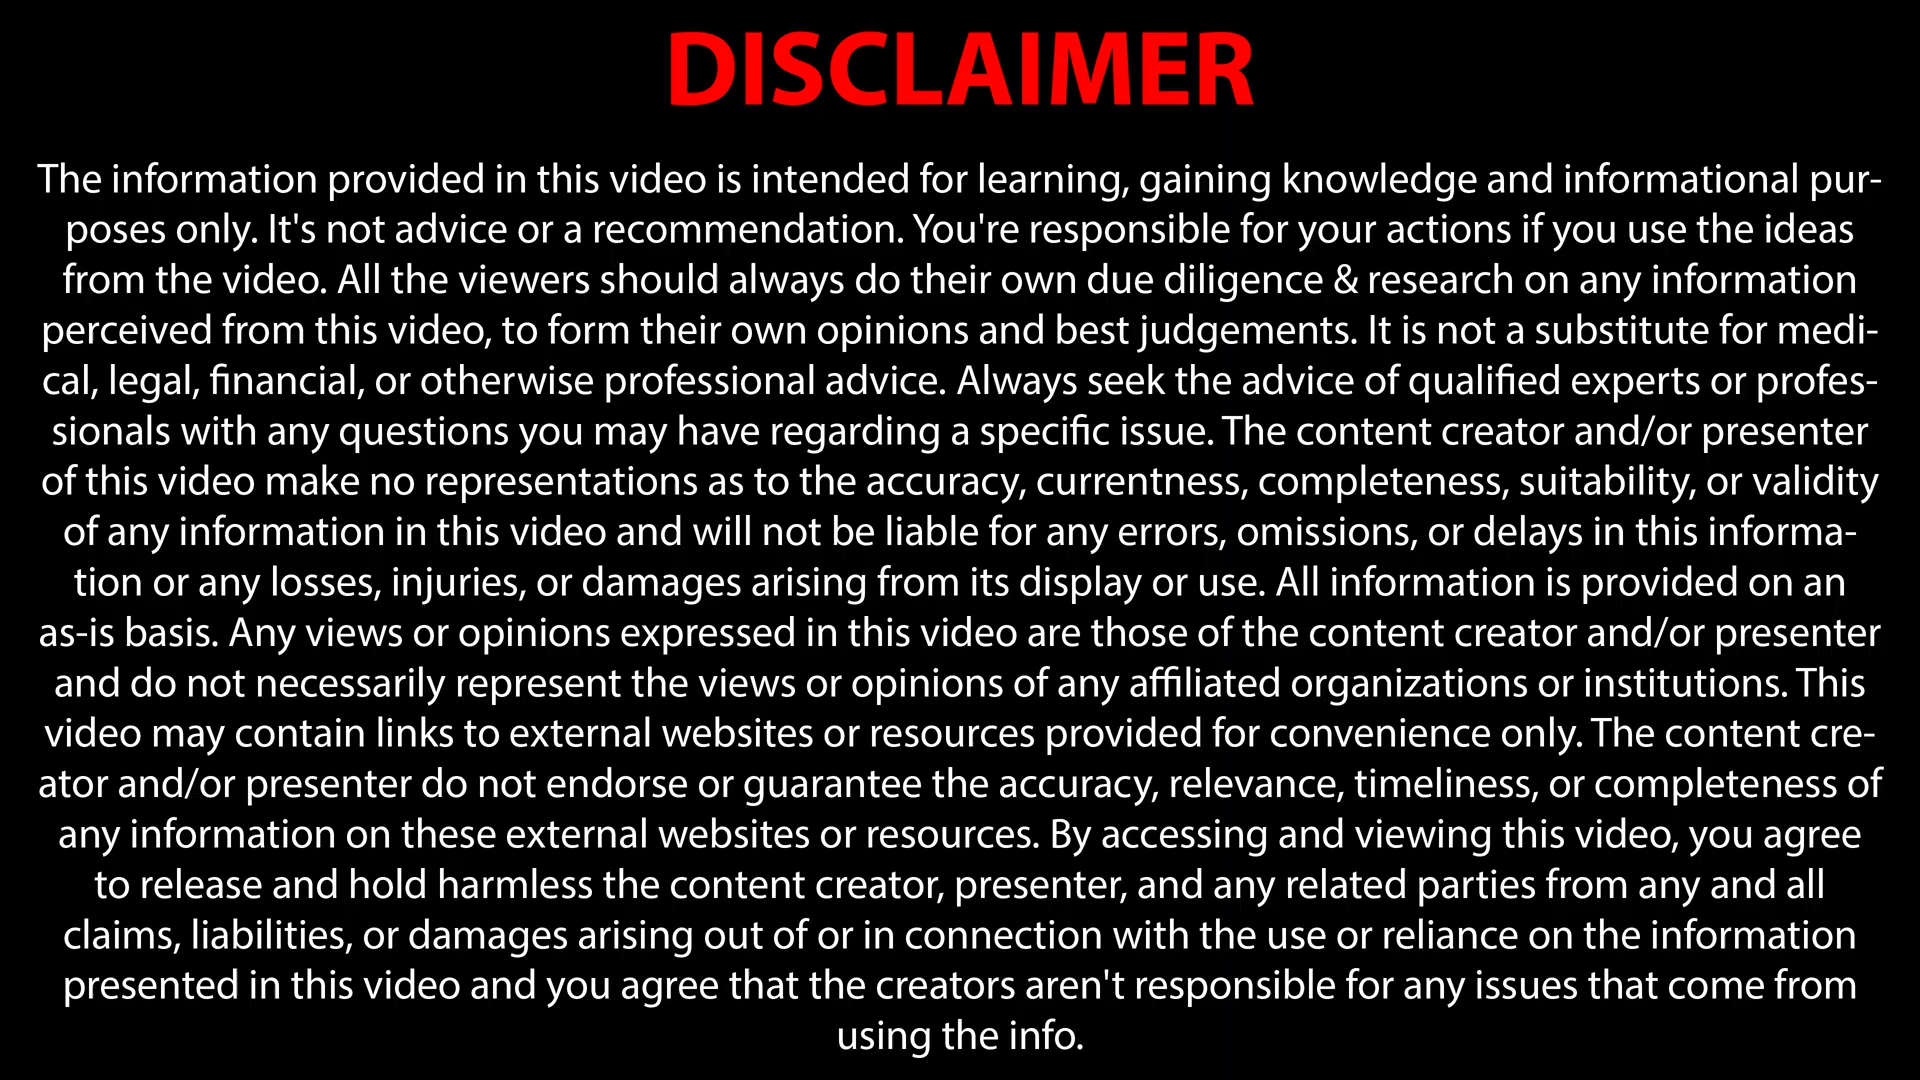 DISCLAIMER
The information provided in this video is intended for learning, gaining knowledge and informational pur-
poses only. It's not advice or a recommendation. You're responsible for your actions if you use the ideas
from the video. All the viewers should always do their own due diligence & research on any information
perceived from this video, to form their own opinions and best judgements. It is not a substitute for medi-
cal, legal, financial, or otherwise professional advice. Always seek the advice of qualified experts or profes-
sionals with any questions you may have regarding a specific issue. The content creator and/or presenter
of this video make no representations as to the accuracy, currentness, completeness, suitability, or validity
of any information in this video and will not be liable for any errors, omissions, or delays in this informa-
tion or any losses, injuries, or damages arising from its display or use. All information is provided on an
as-is basis. Any views or opinions expressed in this video are those of the content creator and/or presenter
and do not necessarily represent the views or opinions of any affiliated organizations or institutions. This
video may contain links to external websites or resources provided for convenience only. The content cre-
ator and/or presenter do not endorse or guarantee the accuracy, relevance, timeliness, or completeness of
any information on these external websites or resources. By accessing and viewing this video, you agree
to release and hold harmless the content creator, presenter, and any related parties from any and all
claims, liabilities, or damages arising out of or in connection with the use or reliance on the information
presented in this video and you agree that the creators aren't responsible for any issues that come from
using the info.